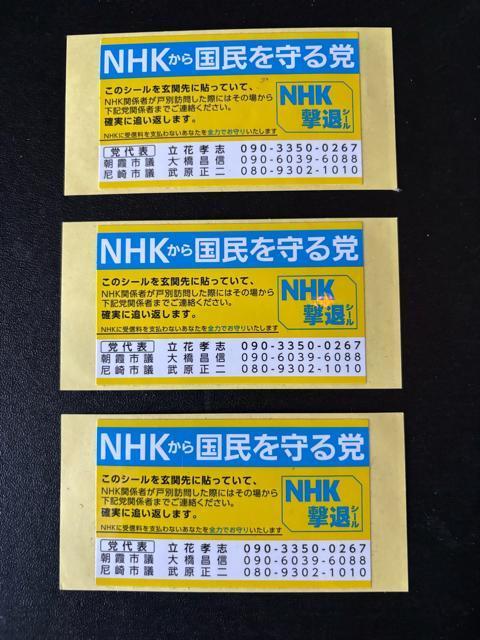 NHKから国民を守る党
このシールを玄関先に貼っていて、
NHK関係者が戸別訪問した際にはその場から
下記党関係者までご連絡ください。
確実に追い返します。
NHKに受信料を支払わないあなたを全力でお守りいたします
NHK
撃退シール
党代表 立花孝志 090-3350-0267
朝霞市議 大橋昌信 090-6039-6088
尼崎市議 武原正二 080-9302-1010
NHKから国民を守る党
このシールを玄関先に貼っていて、
NHK関係者が戸別訪問した際にはその場から
下記党関係者までご連絡ください。
確実に追い返します。
NHKに受信料を支払わないあなたを全力でお守りいたします
NHK
撃退シール
党代表 立花孝志 090-3350-0267
朝霞市議 大橋昌信 090-6039-6088
尼崎市議 武原正二 080-9302-1010
NHKから国民を守る党
このシールを玄関先に貼っていて、
NHK関係者が戸別訪問した際にはその場から
下記党関係者までご連絡ください。
確実に追い返します。
NHKに受信料を支払わないあなたを全力でお守りいたします
NHK
撃退シール
党代表 立花孝志 090-3350-0267
朝霞市議 大橋昌信 090-6039-6088
尼崎市議 武原正二 080-9302-1010